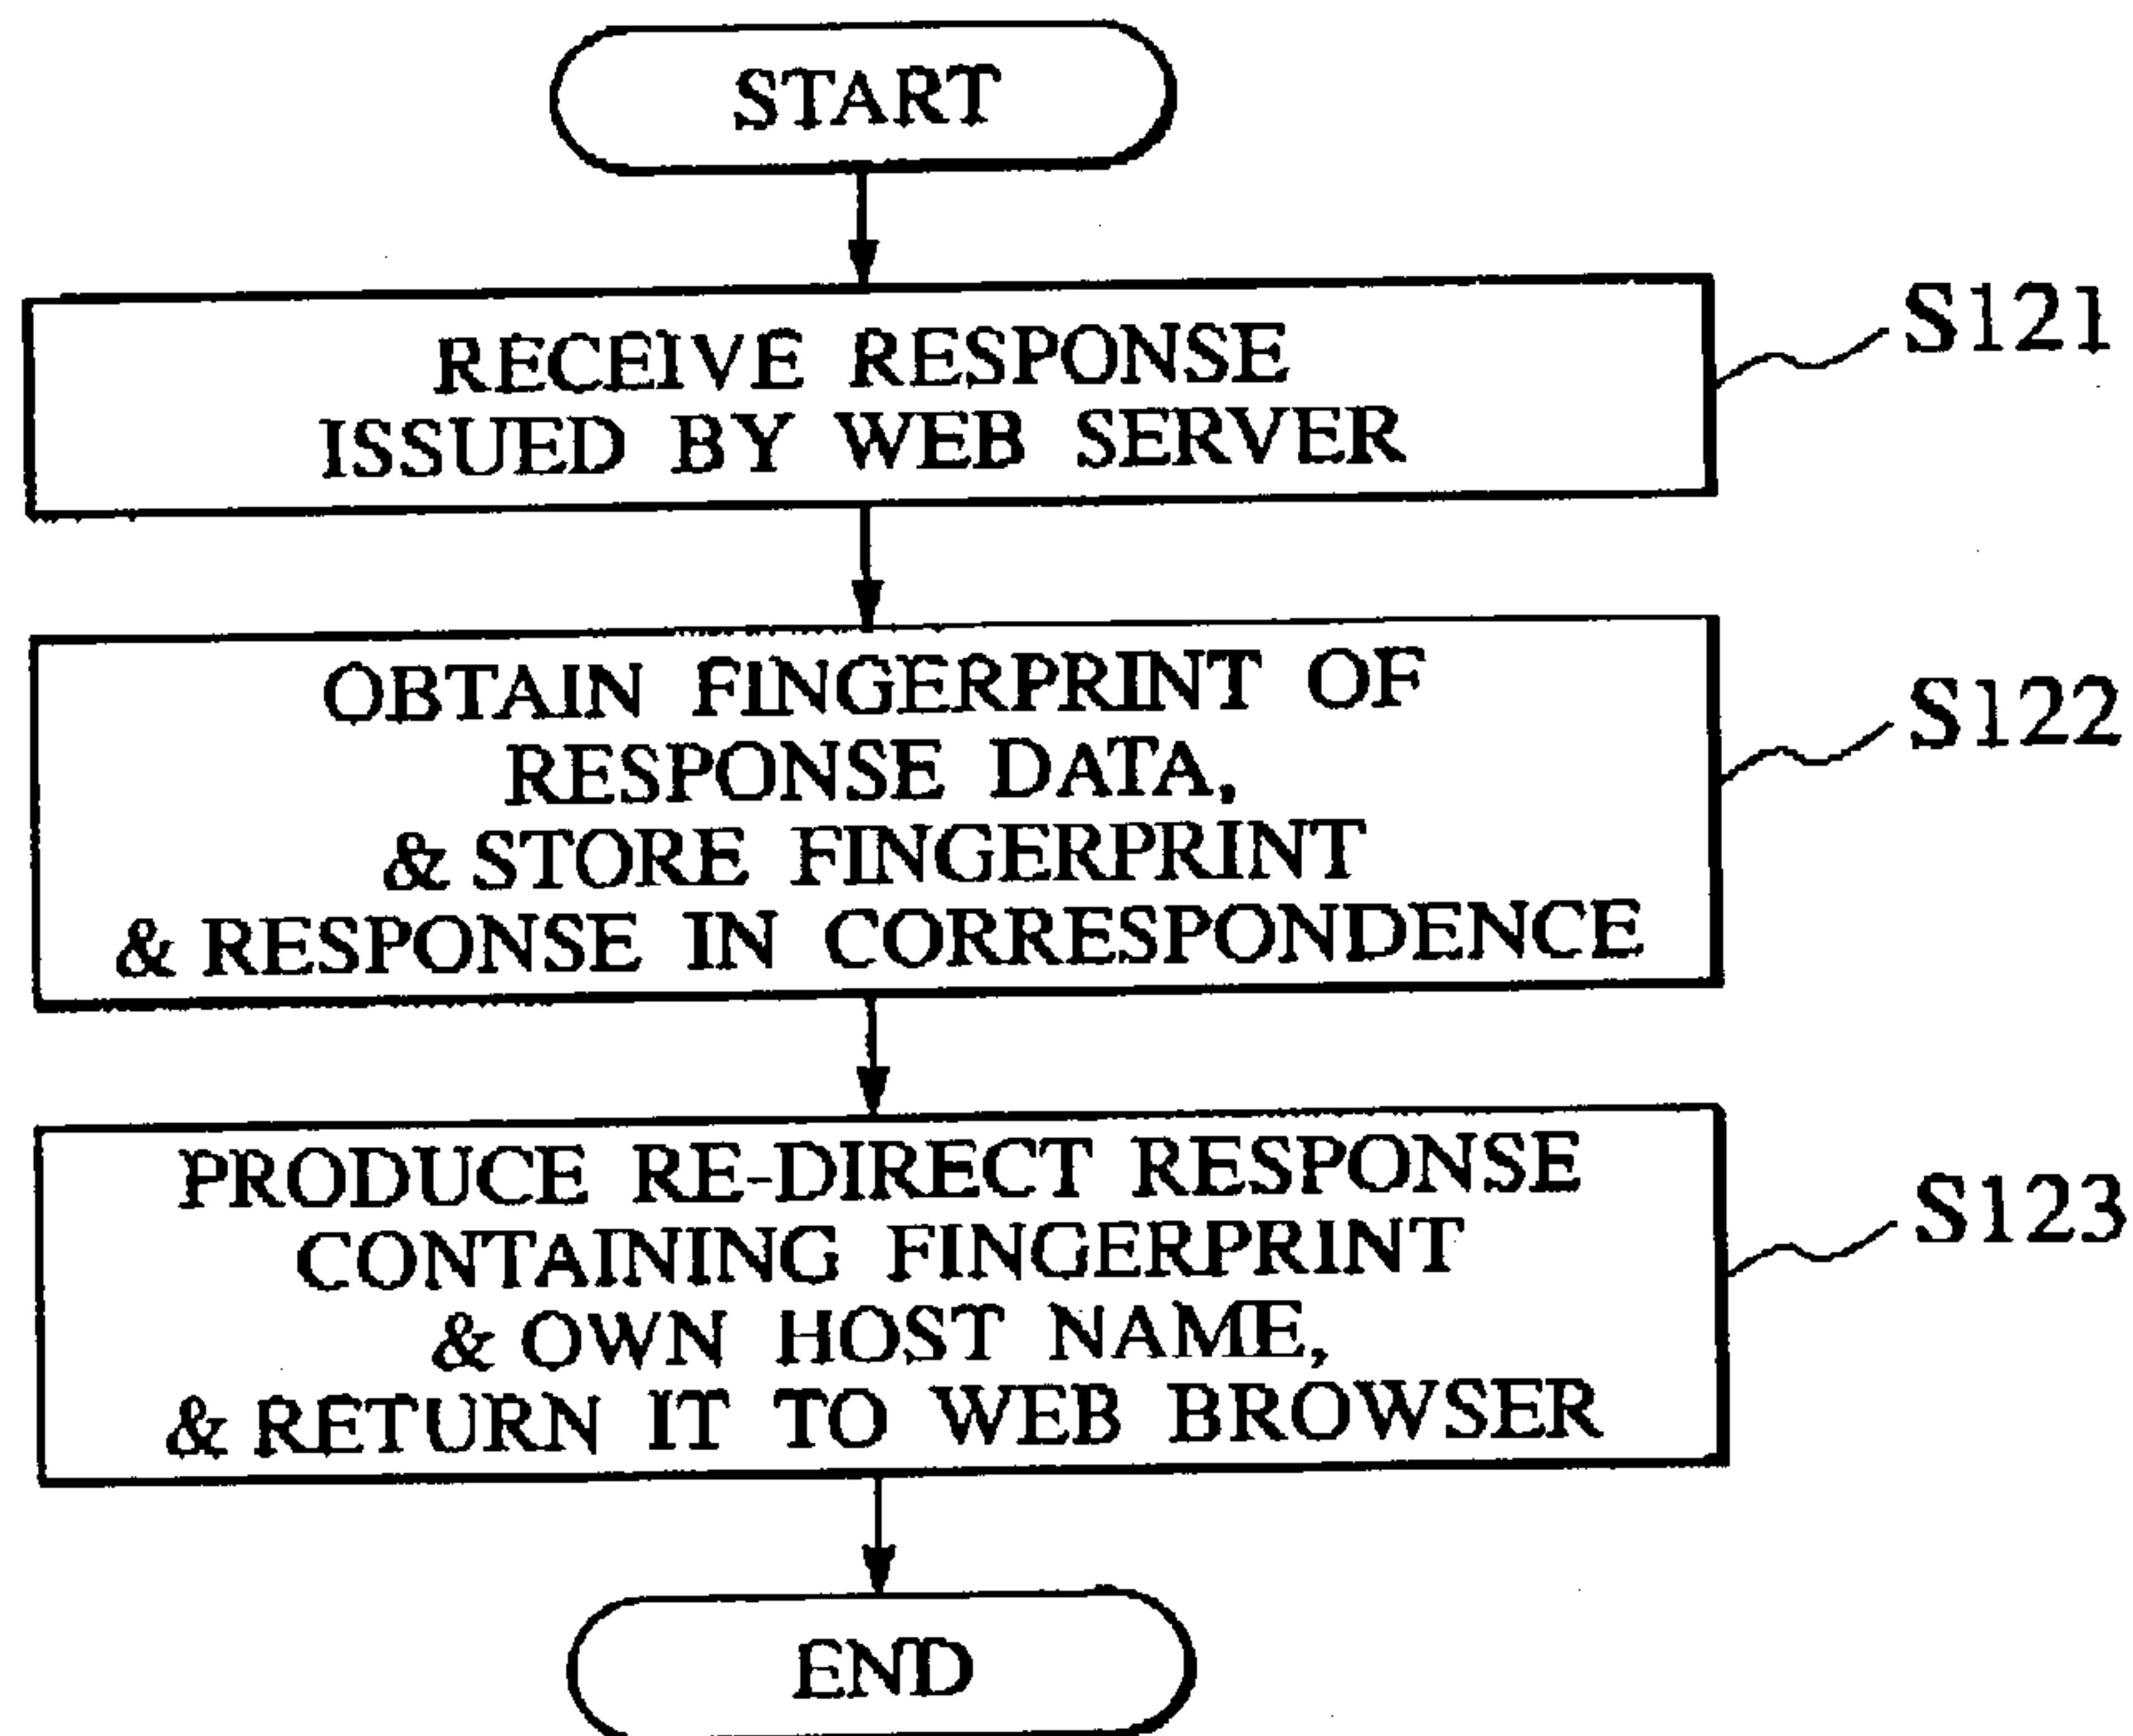 START
RECEIVE RESPONSE
ISSUED BY WEB SERVER
S121
OBTAIN FINGERPRINT OF
RESPONSE DATA,
& STORE FINGERPRINT
& RESPONSE IN CORRESPONDENCE
S122
PRODUCE RE-DIRECT RESPONSE
CONTAINING FINGERPRINT
& OWN HOST NAME,
& RETURN IT TO WEB BROWSER
S123
END